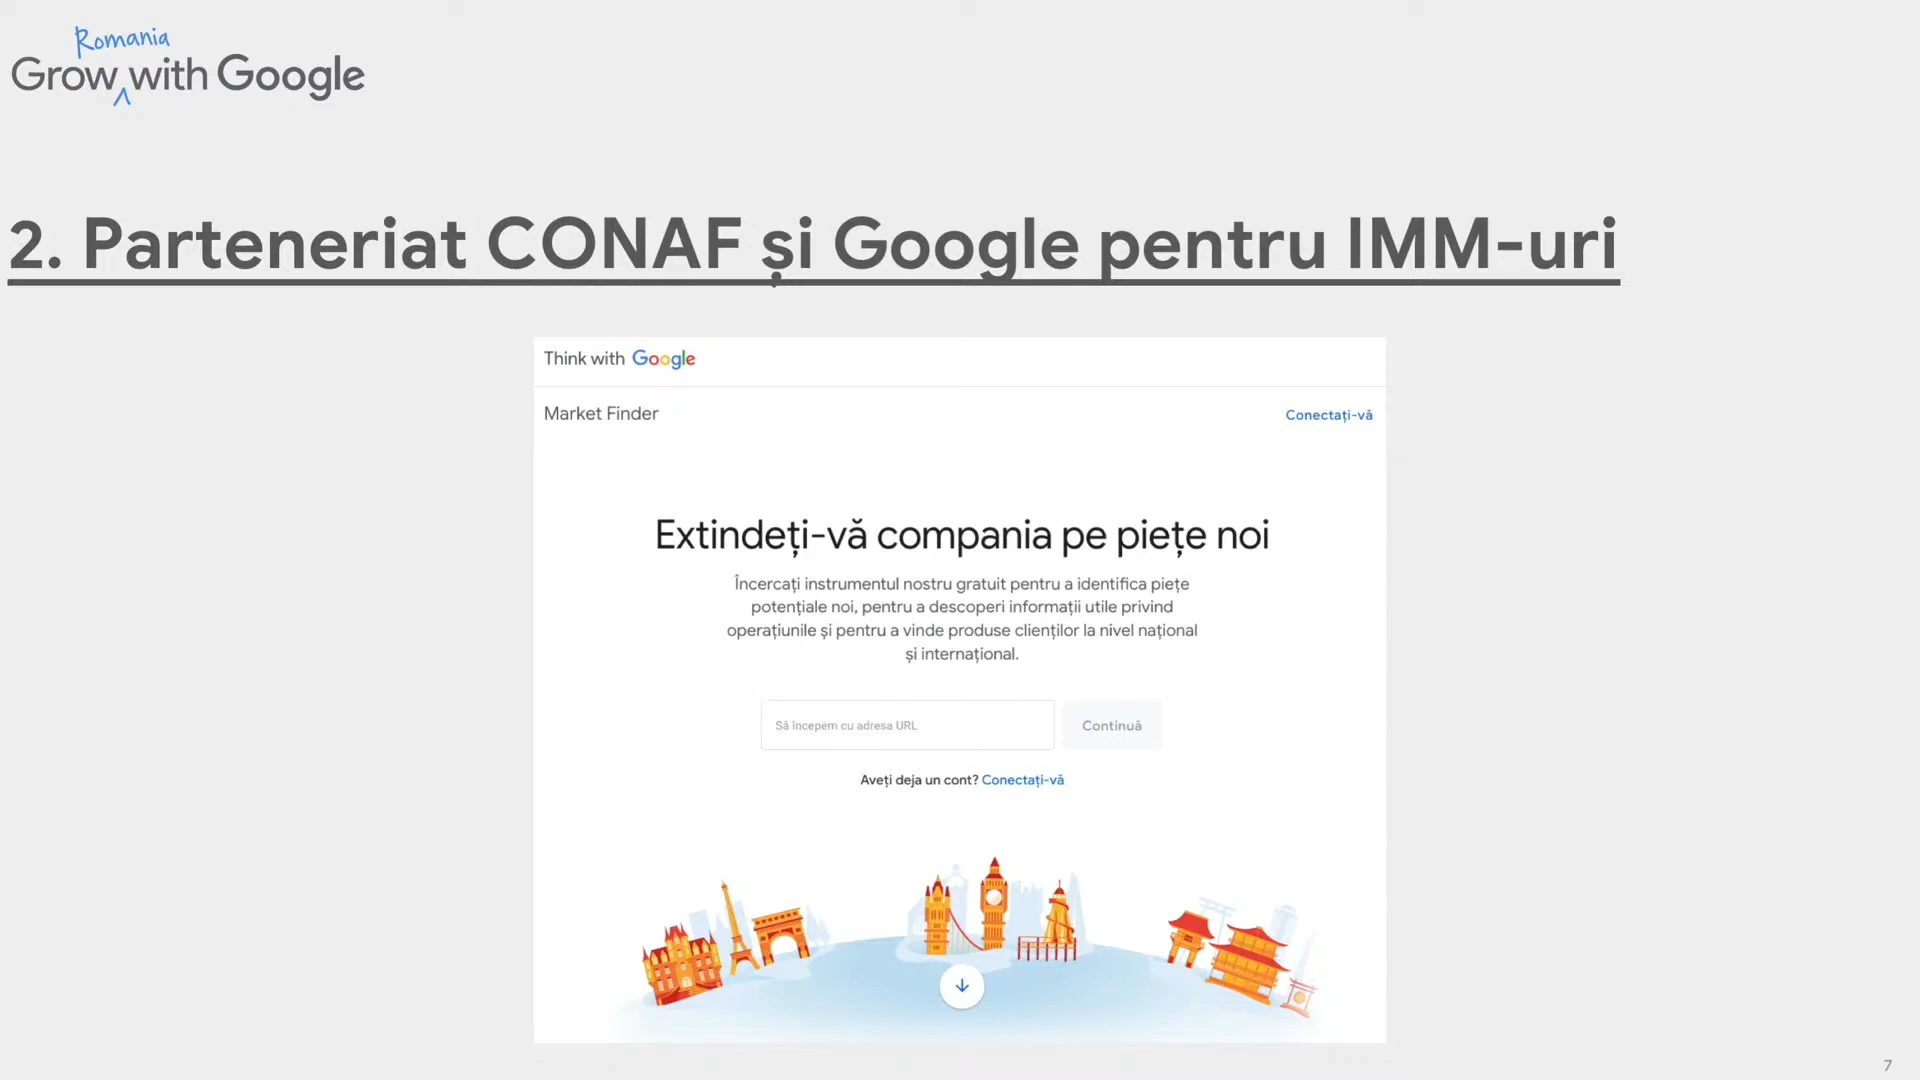 Romania
Grow with Google
2. Parteneriat CONAF și Google pentru IMM-uri
Think with Google
Market Finder
Conectați-vă
Extindeți-vă compania pe piețe noi
Încercați instrumentul nostru gratuit pentru a identifica piețe
potențiale noi, pentru a descoperi informații utile privind
operațiunile și pentru a vinde produse clienților la nivel național
și internațional.
Să începem cu adresa URL
Continuă
Aveți deja un cont? Conectați-vă
7